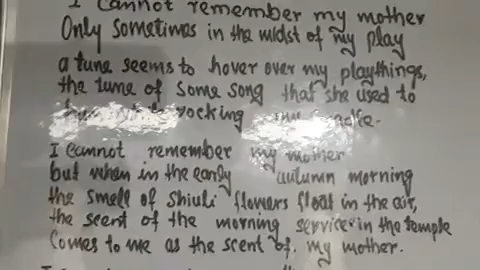 I cannot remember my mother
Only sometimes in the midst of my play
a tune seems to hover over my playthings,
the tune of some song that she used to
rocking
I cannot remember my mother
but when in the early autumn morning
the smell of Shiuli flowers float in the air,
the scent of the morning service in the temple
Comes to me as the scent of my mother.